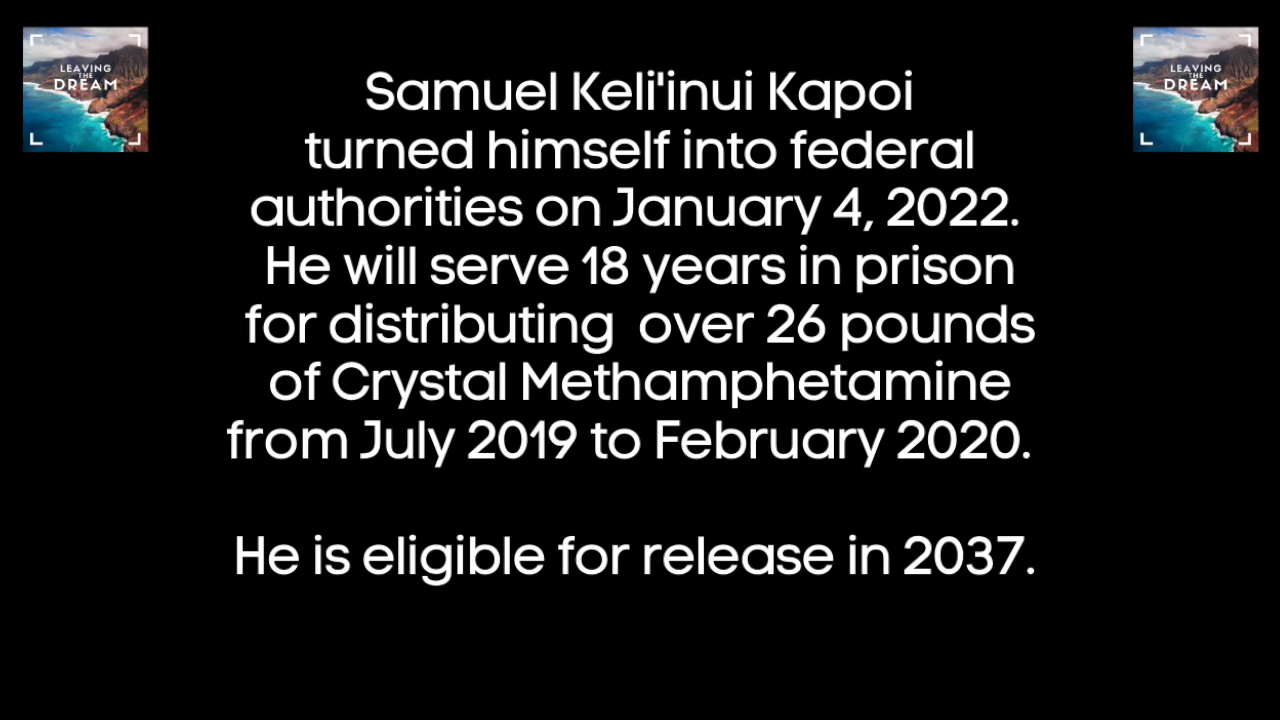 LEAVING
THE
DREAM
LEAVING
THE
DREAM
Samuel Keli'inui Kapoi
turned himself into federal
authorities on January 4, 2022.
He will serve 18 years in prison
for distributing  over 26 pounds
of Crystal Methamphetamine
from July 2019 to February 2020.
He is eligible for release in 2037.